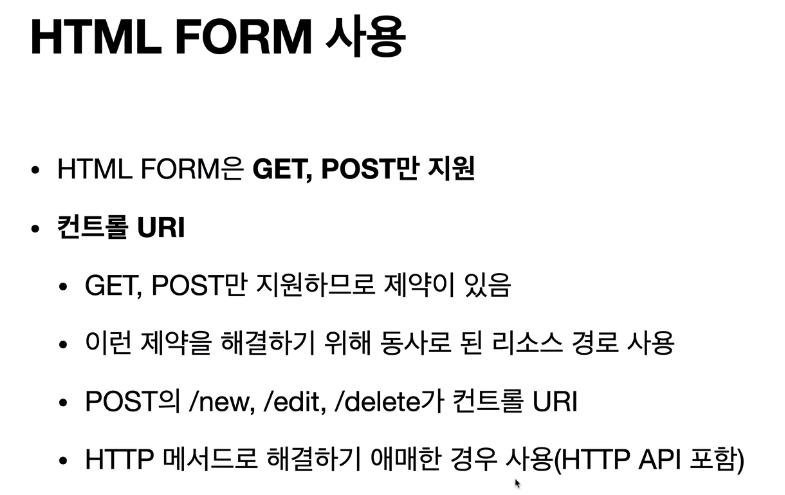 HTML FORM 사용
• HTML FORM은 GET, POST만 지원
• 컨트롤 URI
• GET, POST만 지원하므로 제약이 있음
• 이런 제약을 해결하기 위해 동사로 된 리소스 경로 사용
• POST의 /new, /edit, /delete가 컨트롤 URI
• HTTP 메서드로 해결하기 애매한 경우 사용(HTTP API 포함)